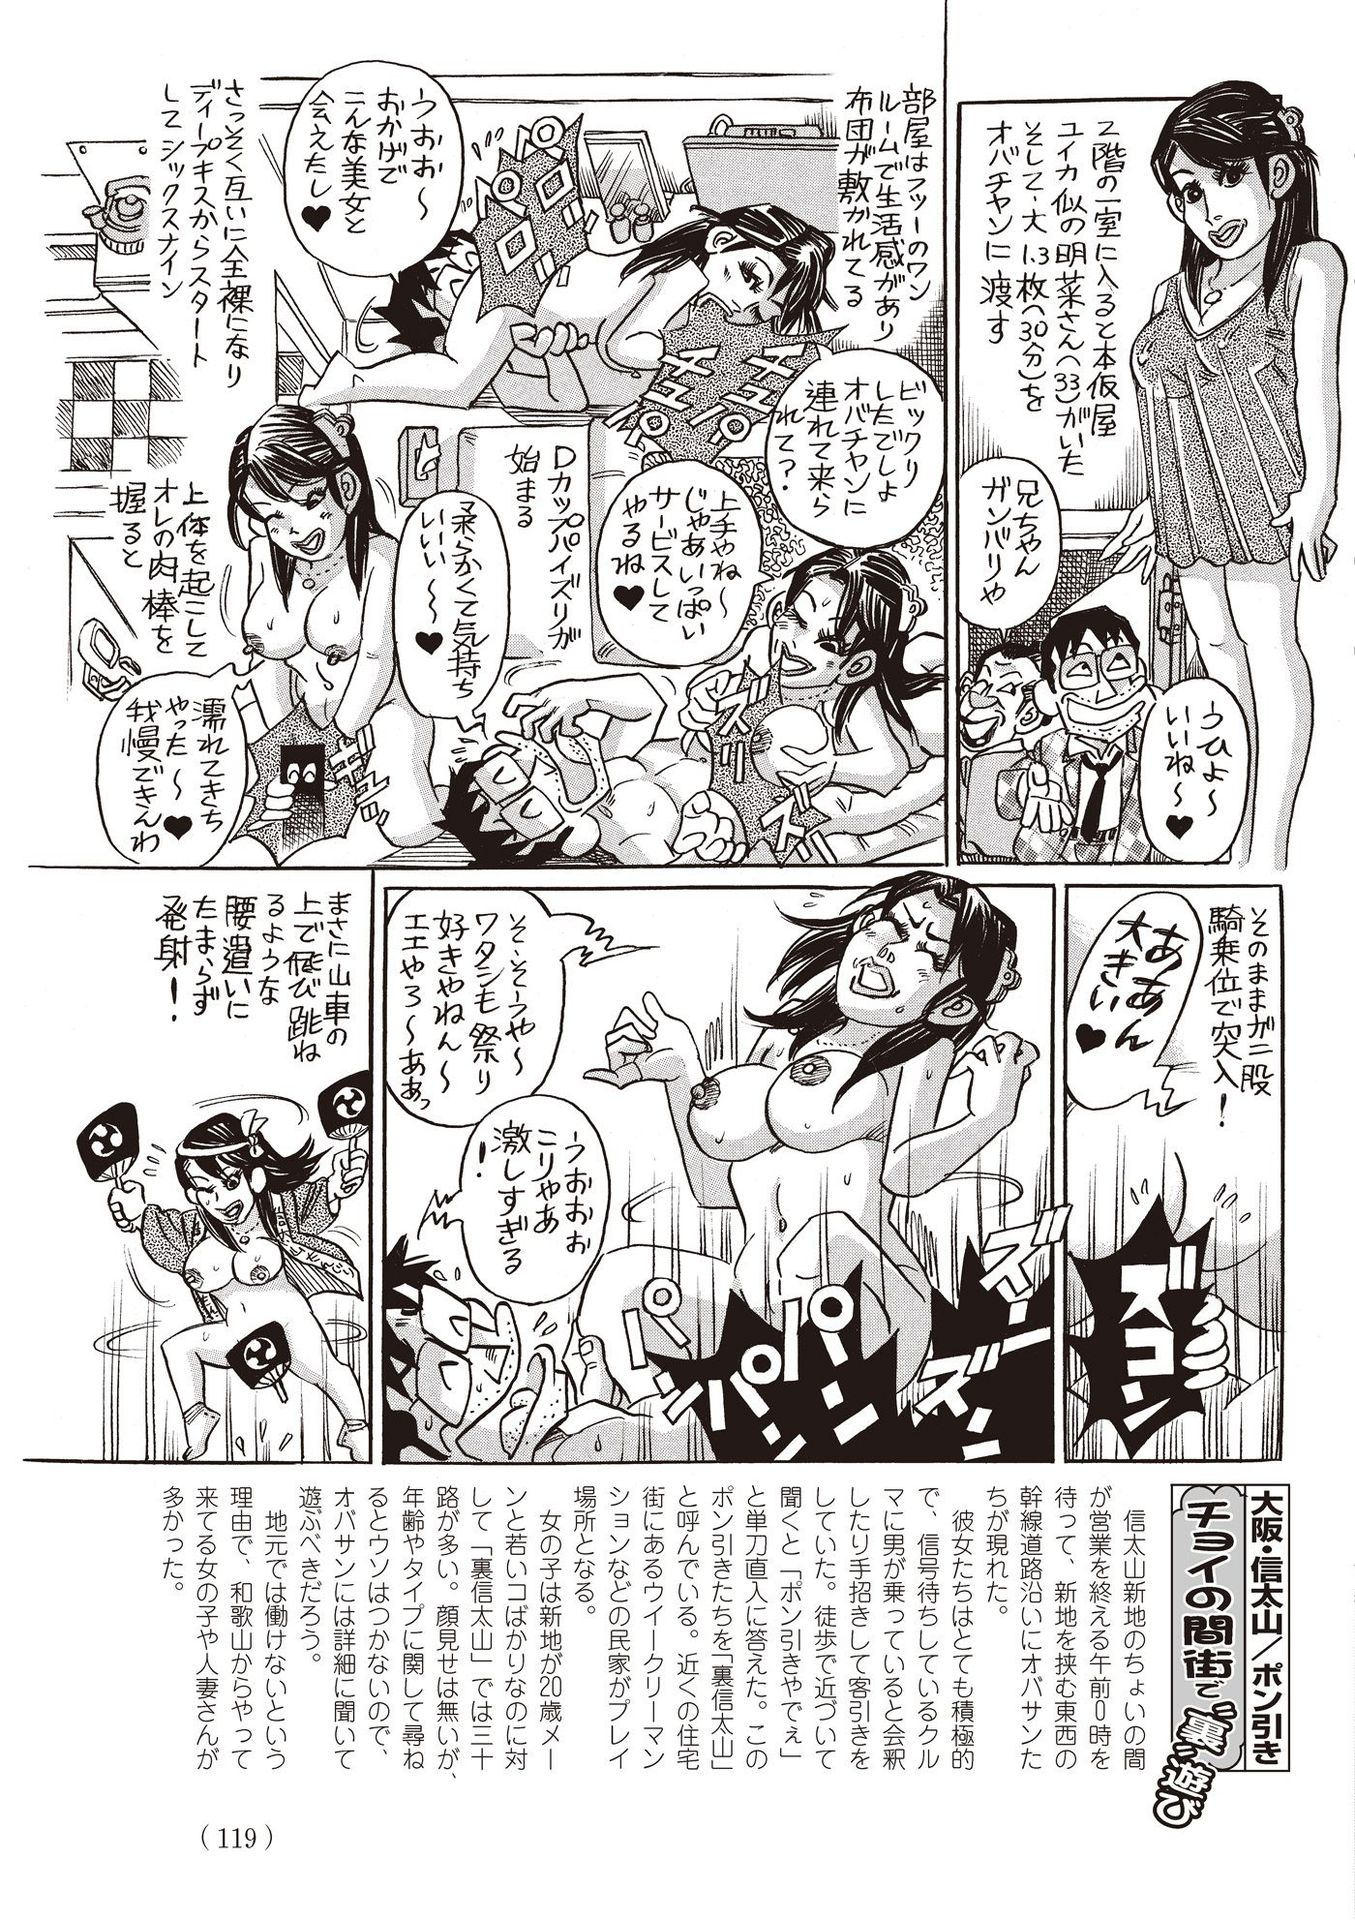 2階の一室に入ると本仮屋
ユイカ似の明菜さん(33)がいた
そして一大1.3枚(30分)を
オバチャンに渡す
兄ちゃん
ガンバリや
うひょ〜
いいね〜♥
部屋はフツーのワン
ルームで生活感があり
布団が敷かれてる
うおお〜
おかげで
こんな美女と
会えたし♥
さっそく互いに全裸になり
ディープキスからスタート
してシックスナイン
ビックリ
したでしょ
オバチャンに
連れて来ら
れて?
チュパ
チュパ
ペロペロ
上手やね〜
じゃあいっぱい
サービスして
やるね♥
Dカップパイズリが
始まる
柔らかくて気持ち
いいい〜〜♥
ズリ
ズリ
上体を起こして
オレの肉棒を
握ると
濡れてきち
やった〜♥
我慢できんわ
そのままガニ股
騎乗位で突入!
ああん
大きい♥
ズコン
そ、そうや〜
ワタシも祭り
好きやねん〜
エエやろ〜ああっ
うおおぉ
こりゃあ
激しすぎる
!
パン
パン
パン
ズン
ズン
まさに山車の
上で飛び跳ね
るような
腰遣いに
たまらず
発射!
大阪・信太山/ポン引き
チョイの間街で“裏”遊び
信太山新地のちょいの間
が営業を終える午前0時を
待って、新地を挟む東西の
幹線道路沿いにオバサンた
ちが現れた。
彼女たちはとても積極的
で、信号待ちしているクル
マに男が乗っていると会釈
したり手招きして客引きを
していた。徒歩で近づいて
聞くと「ポン引きやでぇ」
と単刀直入に答えた。この
ポン引きたちを「裏信太山」
と呼んでいる。近くの住宅
街にあるウイークリーマン
ションなどの民家がプレイ
場所となる。
女の子は新地が20歳メー
ンと若いコばかりなのに対
して「裏信太山」では三十
路が多い。顔見せは無いが、
年齢やタイプに関して尋ね
るとウソはつかないので、
オバサンには詳細に聞いて
遊ぶべきだろう。
地元では働けないという
理由で、和歌山からやって
来てる女の子や人妻さんが
多かった。
(119)